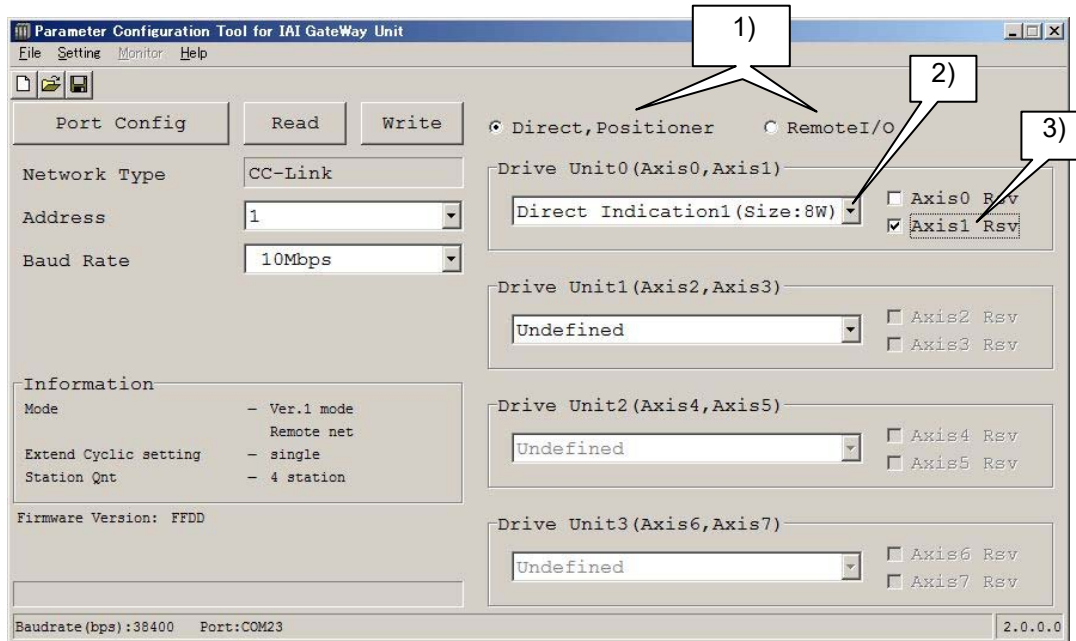 Parameter Configuration Tool for IAI GateWay Unit
File Setting Monitor Help
1)
2)
3)
Port Config Read Write
Direct,Positioner RemoteI/O
Network Type CC-Link
Address 1
Baud Rate 10Mbps
Drive Unit0(Axis0,Axis1)
Direct Indication1(Size:8W)
Axis0 Rsv
Axis1 Rsv
Drive Unit1(Axis2,Axis3)
Undefined
Axis2 Rsv
Axis3 Rsv
Information
Mode - Ver.1 mode
Remote net
Extend Cyclic setting - single
Station Qnt - 4 station
Drive Unit2(Axis4,Axis5)
Undefined
Axis4 Rsv
Axis5 Rsv
Firmware Version: FFDD
Drive Unit3(Axis6,Axis7)
Undefined
Axis6 Rsv
Axis7 Rsv
Baudrate(bps):38400 Port:COM23 2.0.0.0